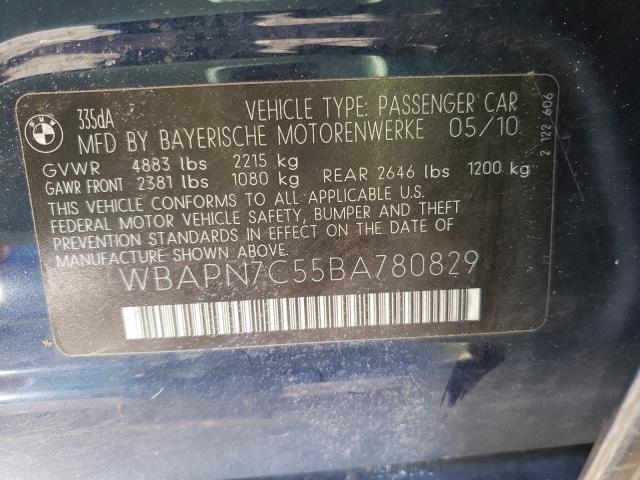 BMW
335dA VEHICLE TYPE: PASSENGER CAR
MFD BY BAYERISCHE MOTORENWERKE 05/10
GVWR 4883 lbs 2215 kg
GAWR FRONT 2381 lbs 1080 kg REAR 2646 lbs 1200 kg
THIS VEHICLE CONFORMS TO ALL APPLICABLE
FEDERAL MOTOR VEHICLE SAFETY, BUMPER AND THEFT
PREVENTION STANDARDS IN EFFECT ON THE DATE OF
MANUFACTURE SHOWN ABOVE.
WBAPN7C55BA780829
2 122 606